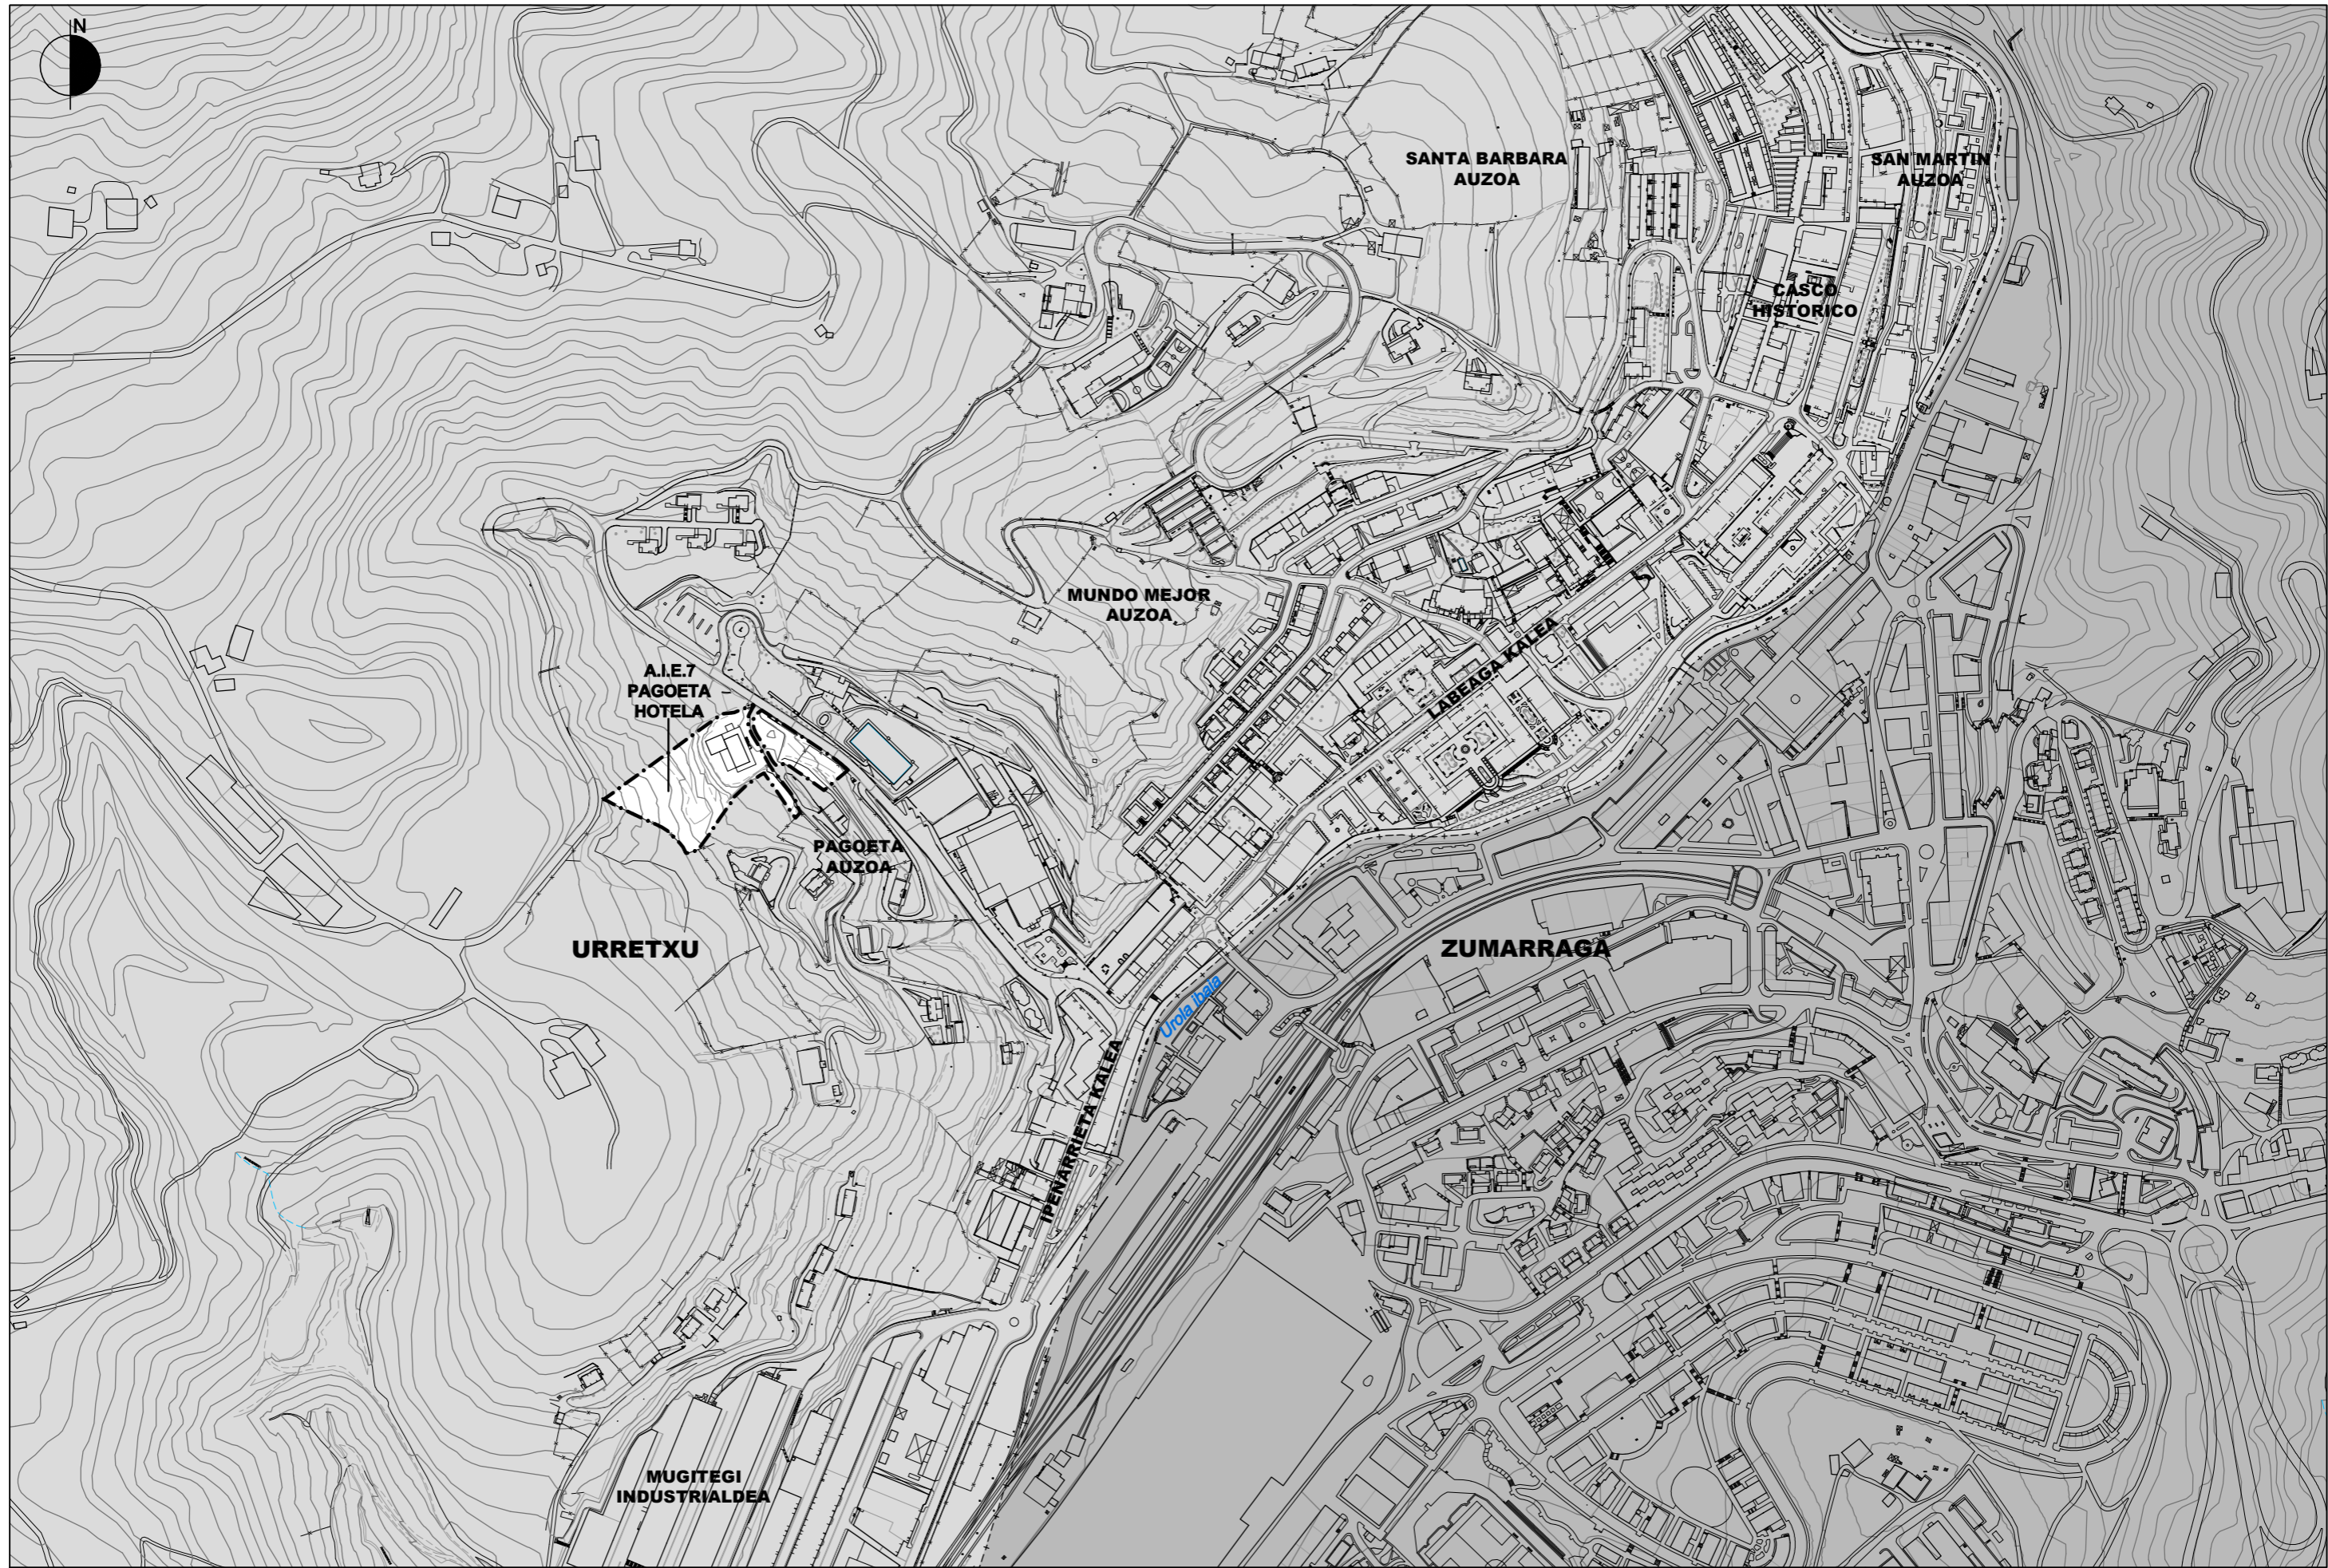 N
SANTA BARBARA
AUZOA
SAN MARTIN
AUZOA
CASCO
HISTORICO
MUNDO MEJOR
AUZOA
LABEAGA KALEA
A.I.E.7
PAGOETA
HOTELA
PAGOETA
AUZOA
URRETXU
ZUMARRAGA
Urola ibaia
IPENARRIETA KALEA
MUGITEGI
INDUSTRIALDEA